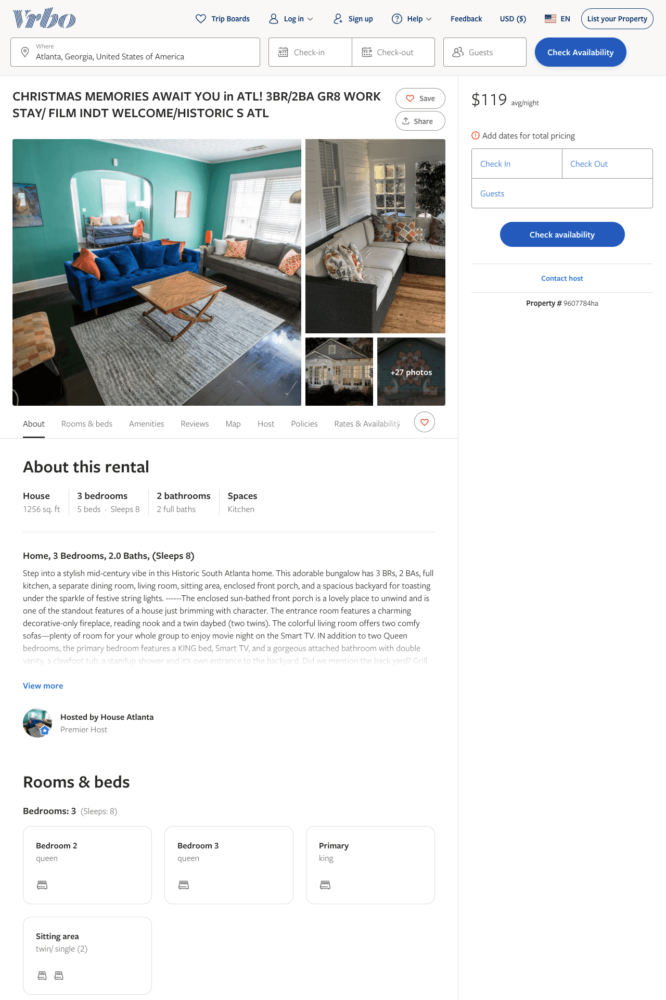 Vrbo
Trip Boards
Log in
Sign up
Help
Feedback
USD ($)
EN
List your Property
Where
Atlanta, Georgia, United States of America
Check-in
Check-out
Guests
Check Availability
CHRISTMAS MEMORIES AWAIT YOU in ATL! 3BR/2BA GR8 WORK
STAY/ FILM INDT WELCOME/HISTORIC S ATL
Save
Share
$119 avg/night
Add dates for total pricing
Check In
Check Out
Guests
Check availability
Contact host
Property # 9607784ha
+27 photos
About
Rooms & beds
Amenities
Reviews
Map
Host
Policies
Rates & Availability
About this rental
House
1256 sq. ft
3 bedrooms
5 beds · Sleeps 8
2 bathrooms
2 full baths
Spaces
Kitchen
Home, 3 Bedrooms, 2.0 Baths, (Sleeps 8)
Step into a stylish mid-century vibe in this Historic South Atlanta home. This adorable bungalow has 3 BRs, 2 BAs, full
kitchen, a separate dining room, living room, sitting area, enclosed front porch, and a spacious backyard for toasting
under the sparkle of festive string lights. ------The enclosed sun-bathed front porch is a lovely place to unwind and is
one of the standout features of a house just brimming with character. The entrance room features a charming
decorative-only fireplace, reading nook and a twin daybed (two twins). The colorful living room offers two comfy
sofas—plenty of room for your whole group to enjoy movie night on the Smart TV. IN addition to two Queen
bedrooms, the primary bedroom features a KING bed, Smart TV, and a gorgeous attached bathroom with double
vanity, a clawfoot tub, a standup shower and it's own entrance to the backyard. Did we mention the back yard? Grill
View more
Hosted by House Atlanta
Premier Host
Rooms & beds
Bedrooms: 3 (Sleeps: 8)
Bedroom 2
queen
Bedroom 3
queen
Primary
king
Sitting area
twin/ single (2)